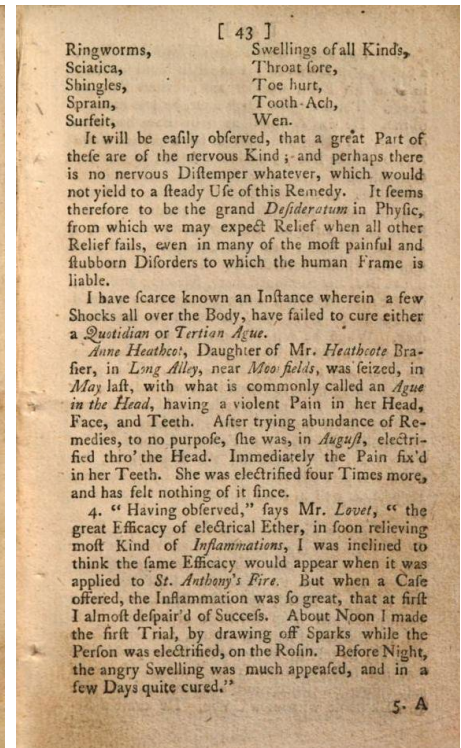 [ 43 ]
Ringworms, Swellings of all Kinds,
Sciatica, Throat ſore,
Shingles, Toe hurt,
Sprain, Tooth-Ach,
Surfeit, Wen.
It will be eaſily obſerved, that a great Part of
theſe are of the nervous Kind; and perhaps there
is no nervous Diſtemper whatever, which would
not yield to a ſteady Uſe of this Remedy. It ſeems
therefore to be the grand Deſideratum in Phyſic,
from which we may expect Relief when all other
Relief fails, even in many of the moſt painful and
ſtubborn Diſorders to which the human Frame is
liable.
I have ſcarce known an Inſtance wherein a few
Shocks all over the Body, have failed to cure either
a Quotidian or Tertian Ague.
Anne Heathcot, Daughter of Mr. Heathcote Bra-
ſier, in Long Alley, near Moorfields, was ſeized, in
May laſt, with what is commonly called an Ague
in the Head, having a violent Pain in her Head,
Face, and Teeth. After trying abundance of Re-
medies, to no purpoſe, ſhe was, in Auguſt, electri-
fied thro' the Head. Immediately the Pain fix'd
in her Teeth. She was electrified four Times more,
and has felt nothing of it ſince.
4. “ Having obſerved,” ſays Mr. Lovet, “ the
great Efficacy of electrical Ether, in ſoon relieving
moſt Kind of Inflammations, I was inclined to
think the ſame Efficacy would appear when it was
applied to St. Anthony's Fire. But when a Caſe
offered, the Inflammation was ſo great, that at firſt
I almoſt deſpair'd of Succeſs. About Noon I made
the firſt Trial, by drawing off Sparks while the
Perſon was electrified, on the Roſin. Before Night,
the angry Swelling was much appeaſed, and in a
few Days quite cured.”
5. A